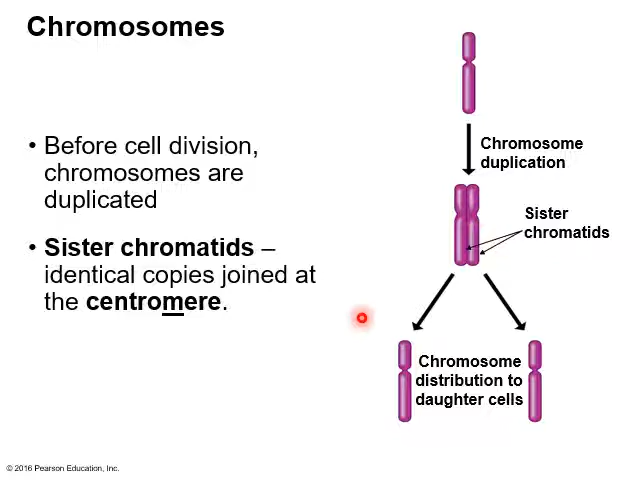 Chromosomes
• Before cell division,
chromosomes are
duplicated
• Sister chromatids –
identical copies joined at
the centromere.
Chromosome
duplication
Sister
chromatids
Chromosome
distribution to
daughter cells
© 2016 Pearson Education, Inc.